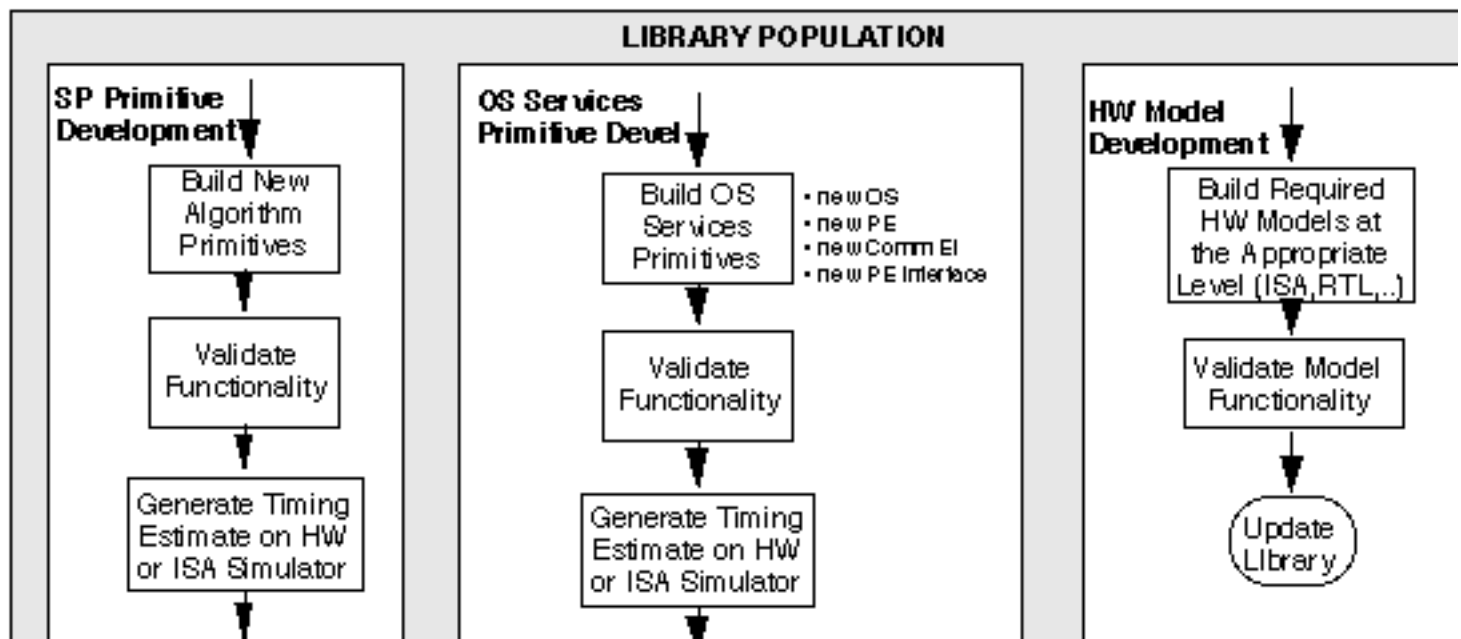 LIBRARY POPULATION
SP Primitive
Development
Build New
Algorithm
Primitives
Validate
Functionality
Generate Timing
Estimate on HW
or ISA Simulator
OS Services
Primitive Devel
Build OS
Services
Primitives
• new OS
• new PE
• new Comm El
• new PE Interface
Validate
Functionality
Generate Timing
Estimate on HW
or ISA Simulator
HW Model
Development
Build Required
HW Models at
the Appropriate
Level (ISA,RTL,..)
Validate Model
Functionality
Update
Library